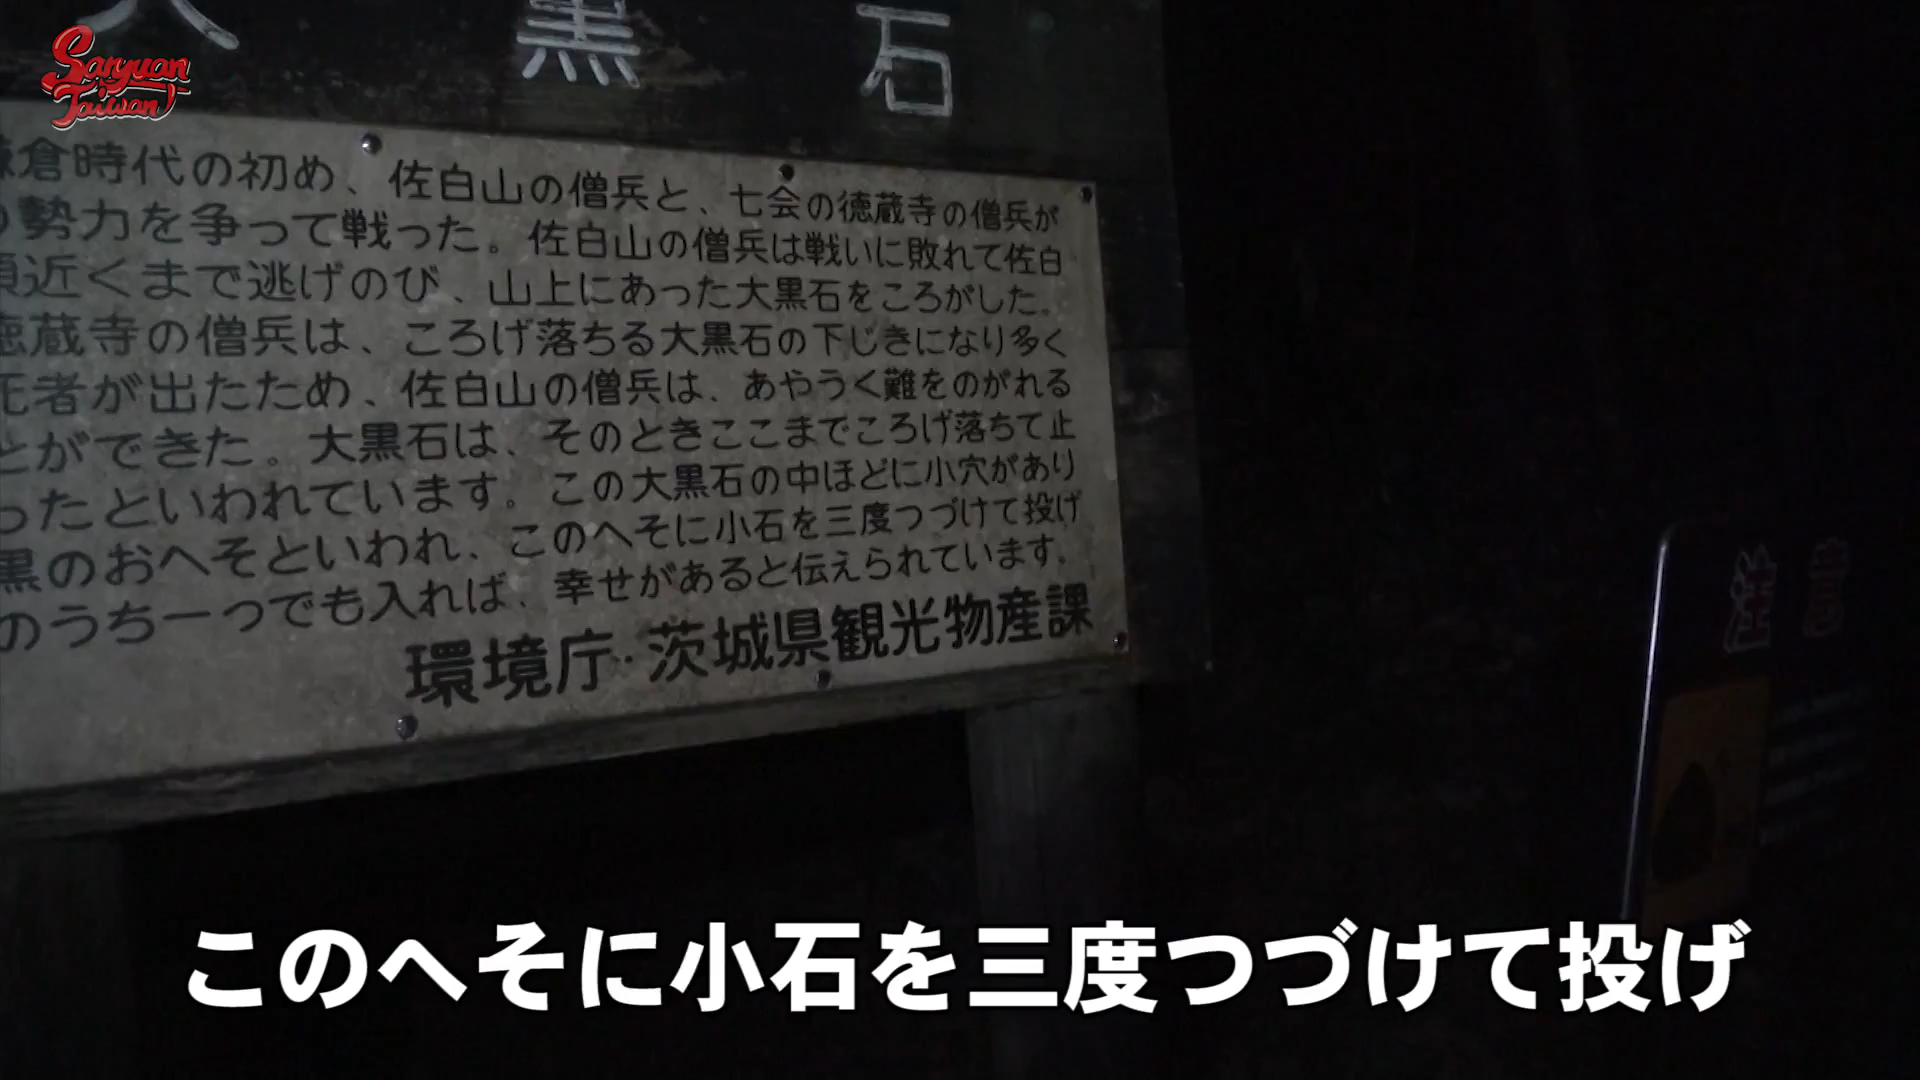 Sanyuan
Taiwan
大黒石
鎌倉時代の初め、佐白山の僧兵と、七会の徳蔵寺の僧兵が
勢力を争って戦った。佐白山の僧兵は戦いに敗れて佐白
頂近くまで逃げのび、山上にあった大黒石をころがした。
徳蔵寺の僧兵は、ころげ落ちる大黒石の下じきになり多く
死者が出たため、佐白山の僧兵は、あやうく難をのがれる
とができた。大黒石は、そのときここまでころげ落ちて止
ったといわれています。この大黒石の中ほどに小穴があり
黒のおへそといわれ、このへそに小石を三度つづけて投げ
のうち一つでも入れば、幸せがあると伝えられています。
環境庁・茨城県観光物産課
注意
このへそに小石を三度つづけて投げ